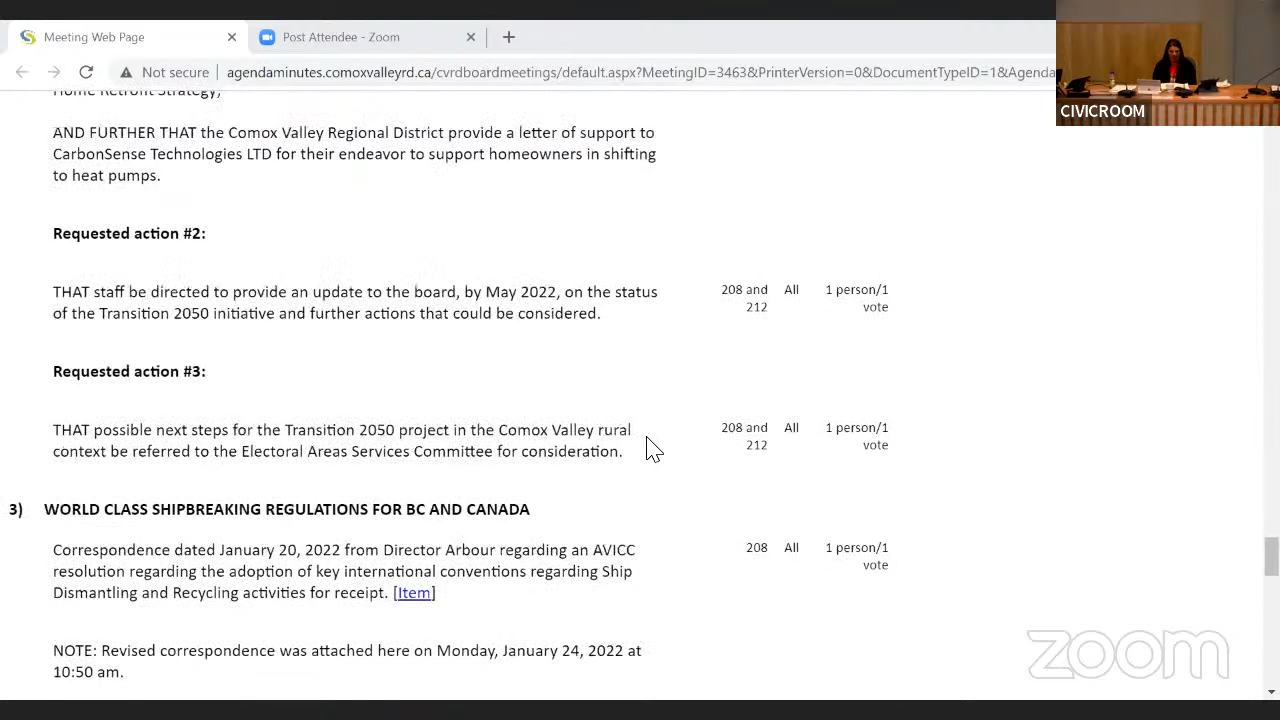 Meeting Web Page
Post Attendee - Zoom
Not secure
agendaminutes.comoxvalleyrd.ca/cvrdboardmeetings/default.aspx?MeetingID=3463&PrinterVersion=0&DocumentTypeID=1&Agenda
CIVICROOM
Home Retrofit Strategy;
AND FURTHER THAT the Comox Valley Regional District provide a letter of support to
CarbonSense Technologies LTD for their endeavor to support homeowners in shifting
to heat pumps.
Requested action #2:
THAT staff be directed to provide an update to the board, by May 2022, on the status
of the Transition 2050 initiative and further actions that could be considered.
208 and
212
All
1 person/1
vote
Requested action #3:
THAT possible next steps for the Transition 2050 project in the Comox Valley rural
context be referred to the Electoral Areas Services Committee for consideration.
208 and
212
All
1 person/1
vote
3) WORLD CLASS SHIPBREAKING REGULATIONS FOR BC AND CANADA
Correspondence dated January 20, 2022 from Director Arbour regarding an AVICC
resolution regarding the adoption of key international conventions regarding Ship
Dismantling and Recycling activities for receipt. [Item]
208
All
1 person/1
vote
NOTE: Revised correspondence was attached here on Monday, January 24, 2022 at
10:50 am.
zoom